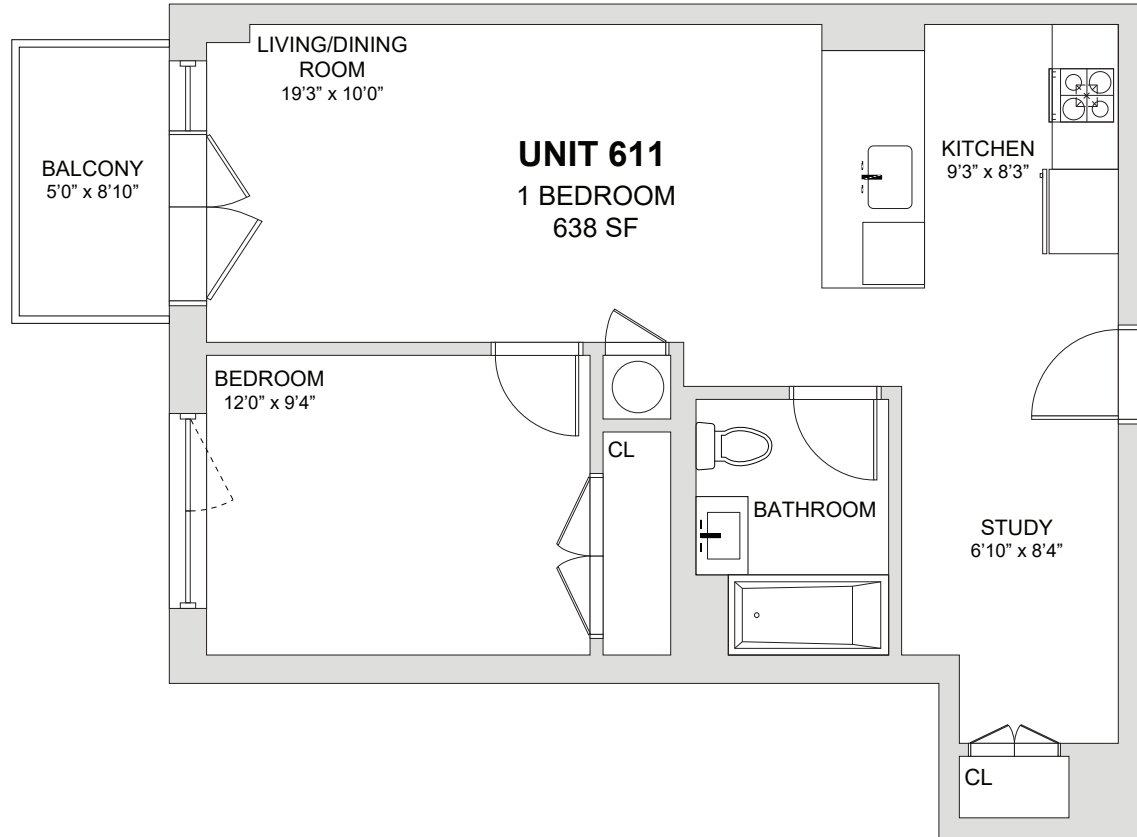 LIVING/DINING
ROOM
19’3” x 10’0”
BALCONY
5’0” x 8’10”
UNIT 611
1 BEDROOM
638 SF
KITCHEN
9’3” x 8’3”
BEDROOM
12’0” x 9’4”
CL
BATHROOM
STUDY
6’10” x 8’4”
CL